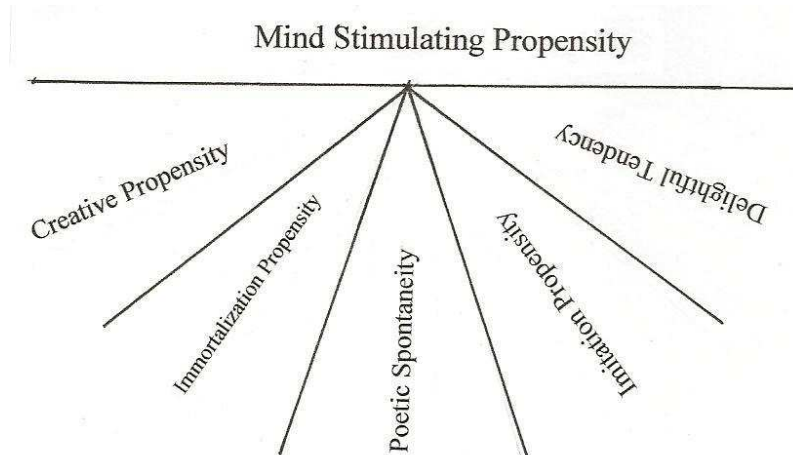 Mind Stimulating Propensity
Creative Propensity
Immortalization Propensity
Poetic Spontaneity
Imitation Propensity
Delightful Tendency